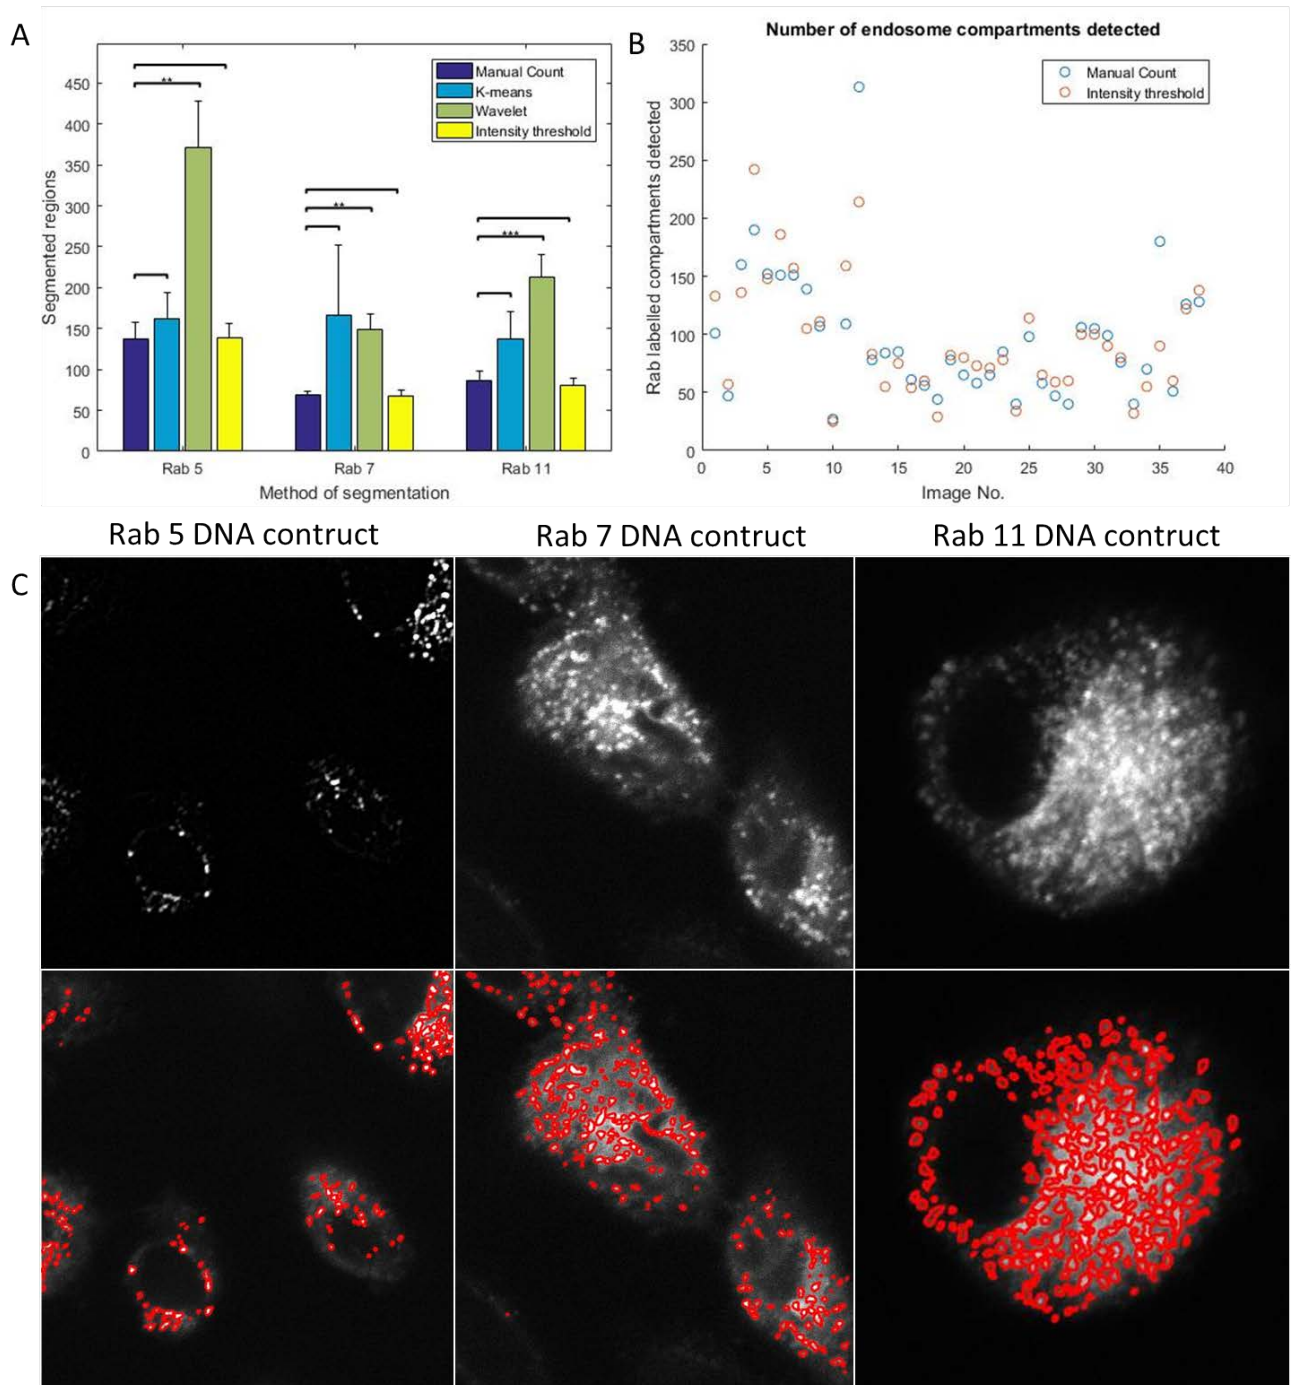 A
B
Number of endosome compartments detected
450
400
350
300
250
200
150
100
50
0
Segmented regions
Manual Count
K-means
Wavelet
Intensity threshold
**
**
***
Rab 5
Rab 7
Rab 11
Method of segmentation
350
300
250
200
150
100
50
0
Rab labelled compartments detected
Manual Count
Intensity threshold
0
5
10
15
20
25
30
35
40
Image No.
Rab 5 DNA contruct
Rab 7 DNA contruct
Rab 11 DNA contruct
C